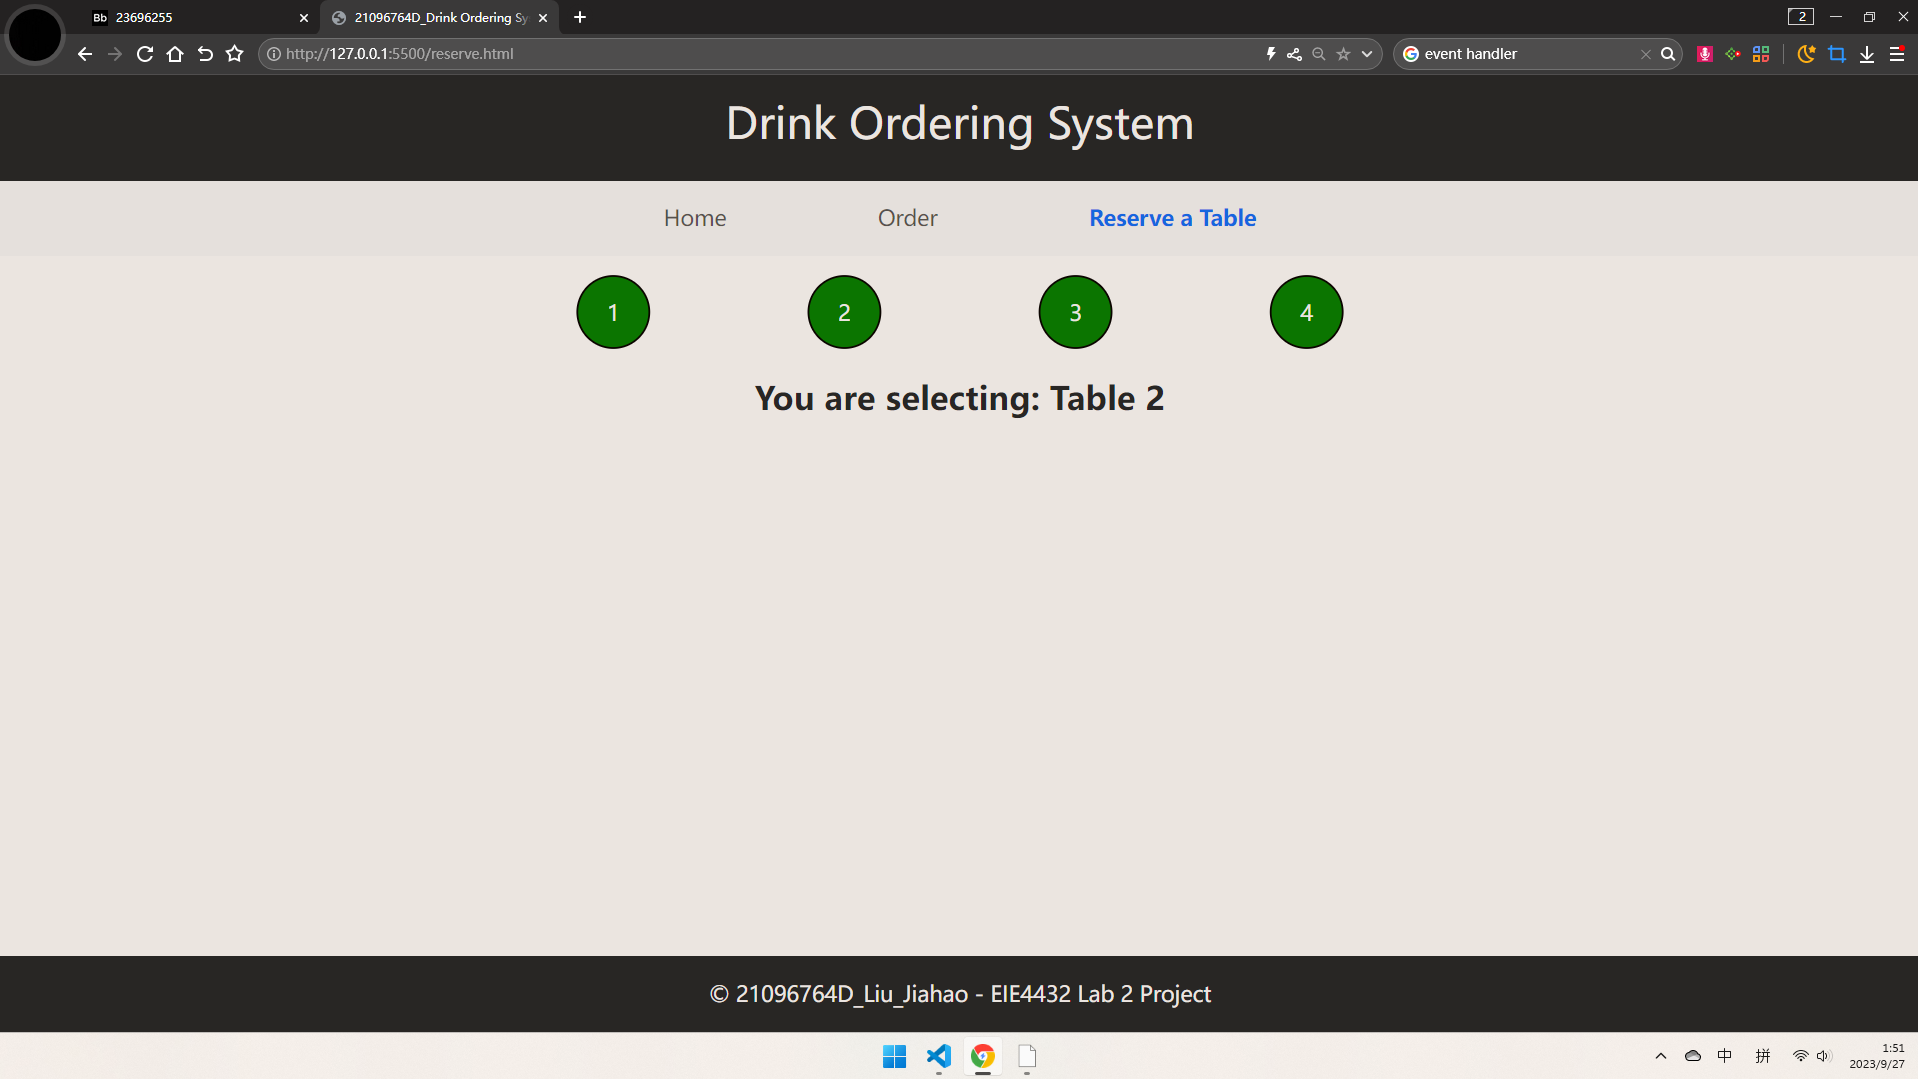 Bb 23696255
21096764D_Drink Ordering Sy
2
http://127.0.0.1:5500/reserve.html
event handler
Drink Ordering System
Home Order Reserve a Table
1 2 3 4
You are selecting: Table 2
© 21096764D_Liu_Jiahao - EIE4432 Lab 2 Project
中 拼
1:51
2023/9/27